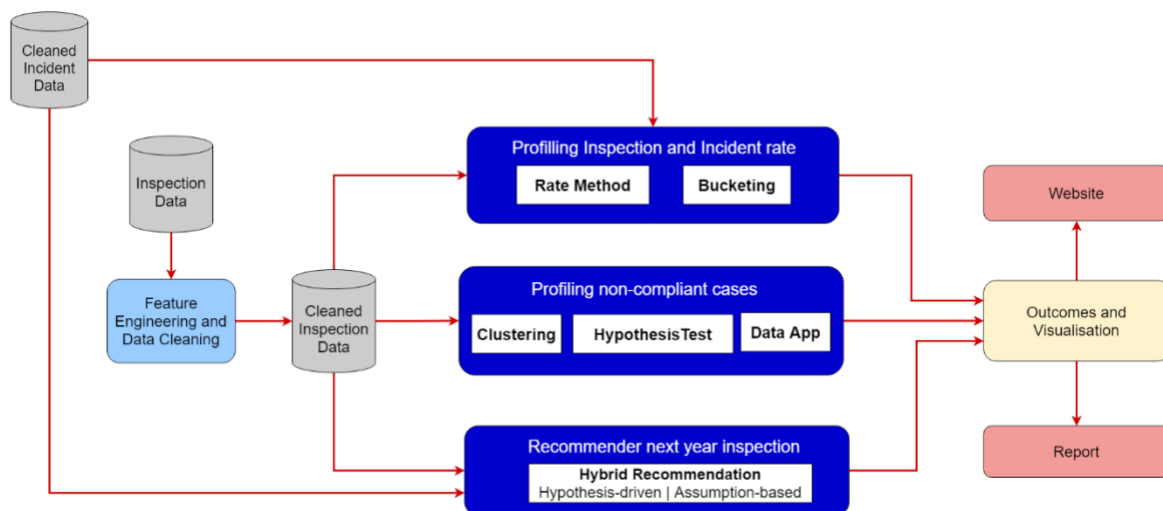 Cleaned
Incident
Data
Profilling Inspection and Incident rate
Rate Method
Bucketing
Inspection
Data
Website
Feature
Engineering and
Data Cleaning
Cleaned
Inspection
Data
Profiling non-compliant cases
Clustering
HypothesisTest
Data App
Outcomes and
Visualisation
Recommender next year inspection
Hybrid Recommendation
Hypothesis-driven | Assumption-based
Report